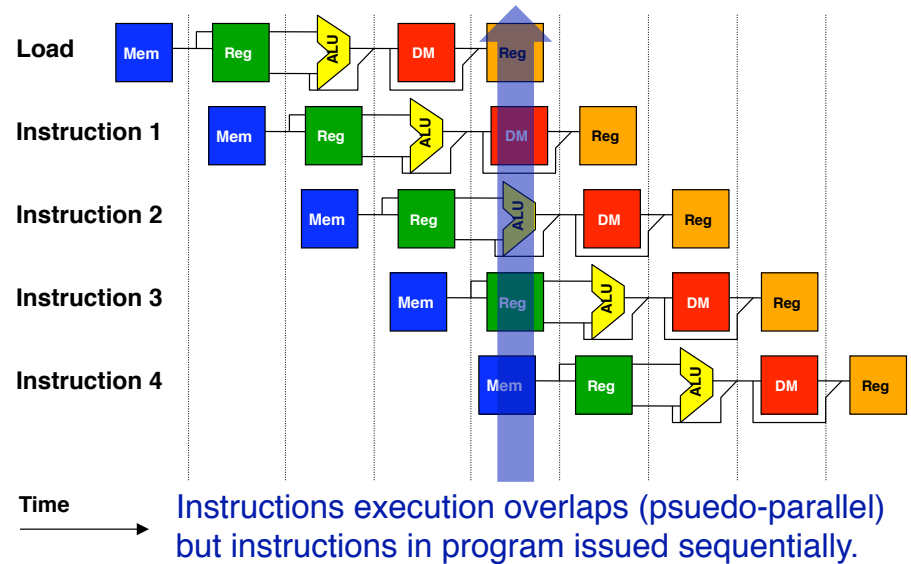 Load Mem Reg ALU DM Reg
Instruction 1 Mem Reg ALU DM Reg
Instruction 2 Mem Reg ALU DM Reg
Instruction 3 Mem Reg ALU DM Reg
Instruction 4 Mem Reg ALU DM Reg
Time
Instructions execution overlaps (psuedo-parallel)
but instructions in program issued sequentially.